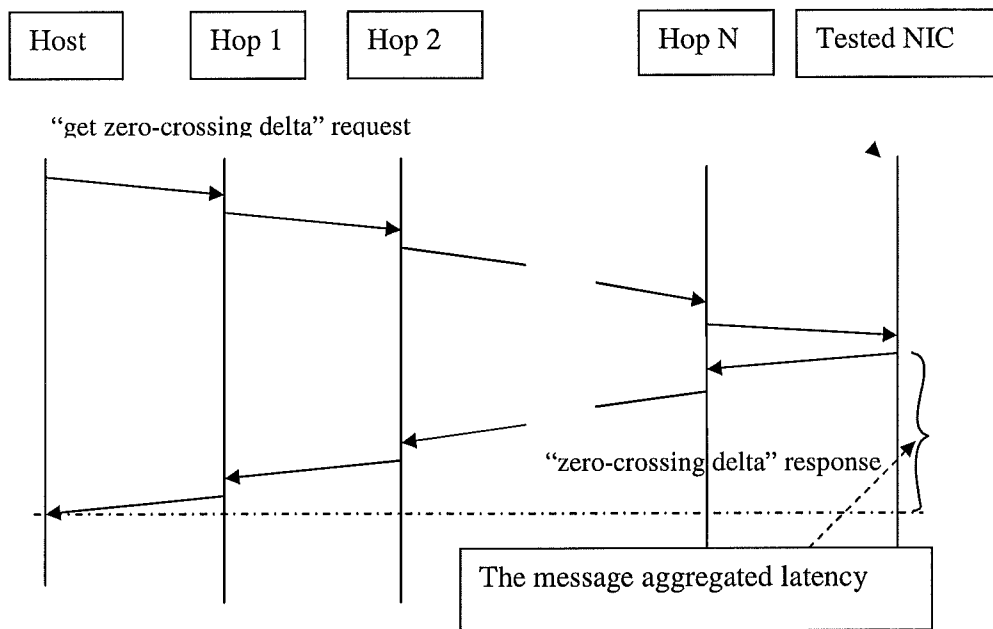 Host
Hop 1
Hop 2
Hop N
Tested NIC
“get zero-crossing delta” request
“zero-crossing delta” response
The message aggregated latency